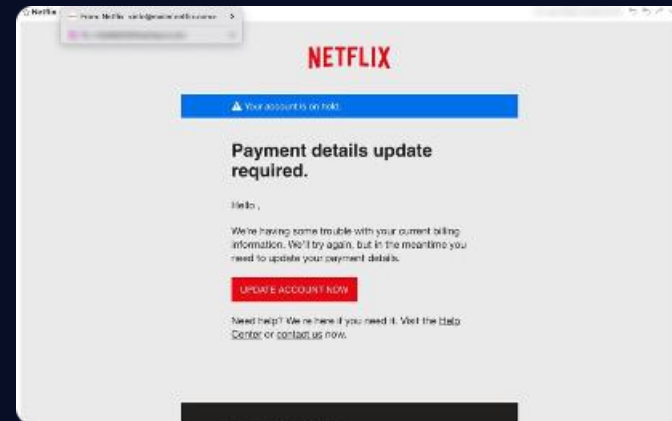 Netflix
From: Netflix
NETFLIX
Your account is on hold.
Payment details update
required.
Hello ,
We're having some trouble with your current billing
information. We'll try again, but in the meantime you
need to update your payment details.
UPDATE ACCOUNT NOW
Need help? We re here if you need it. Visit the Help
Center or contact us now.